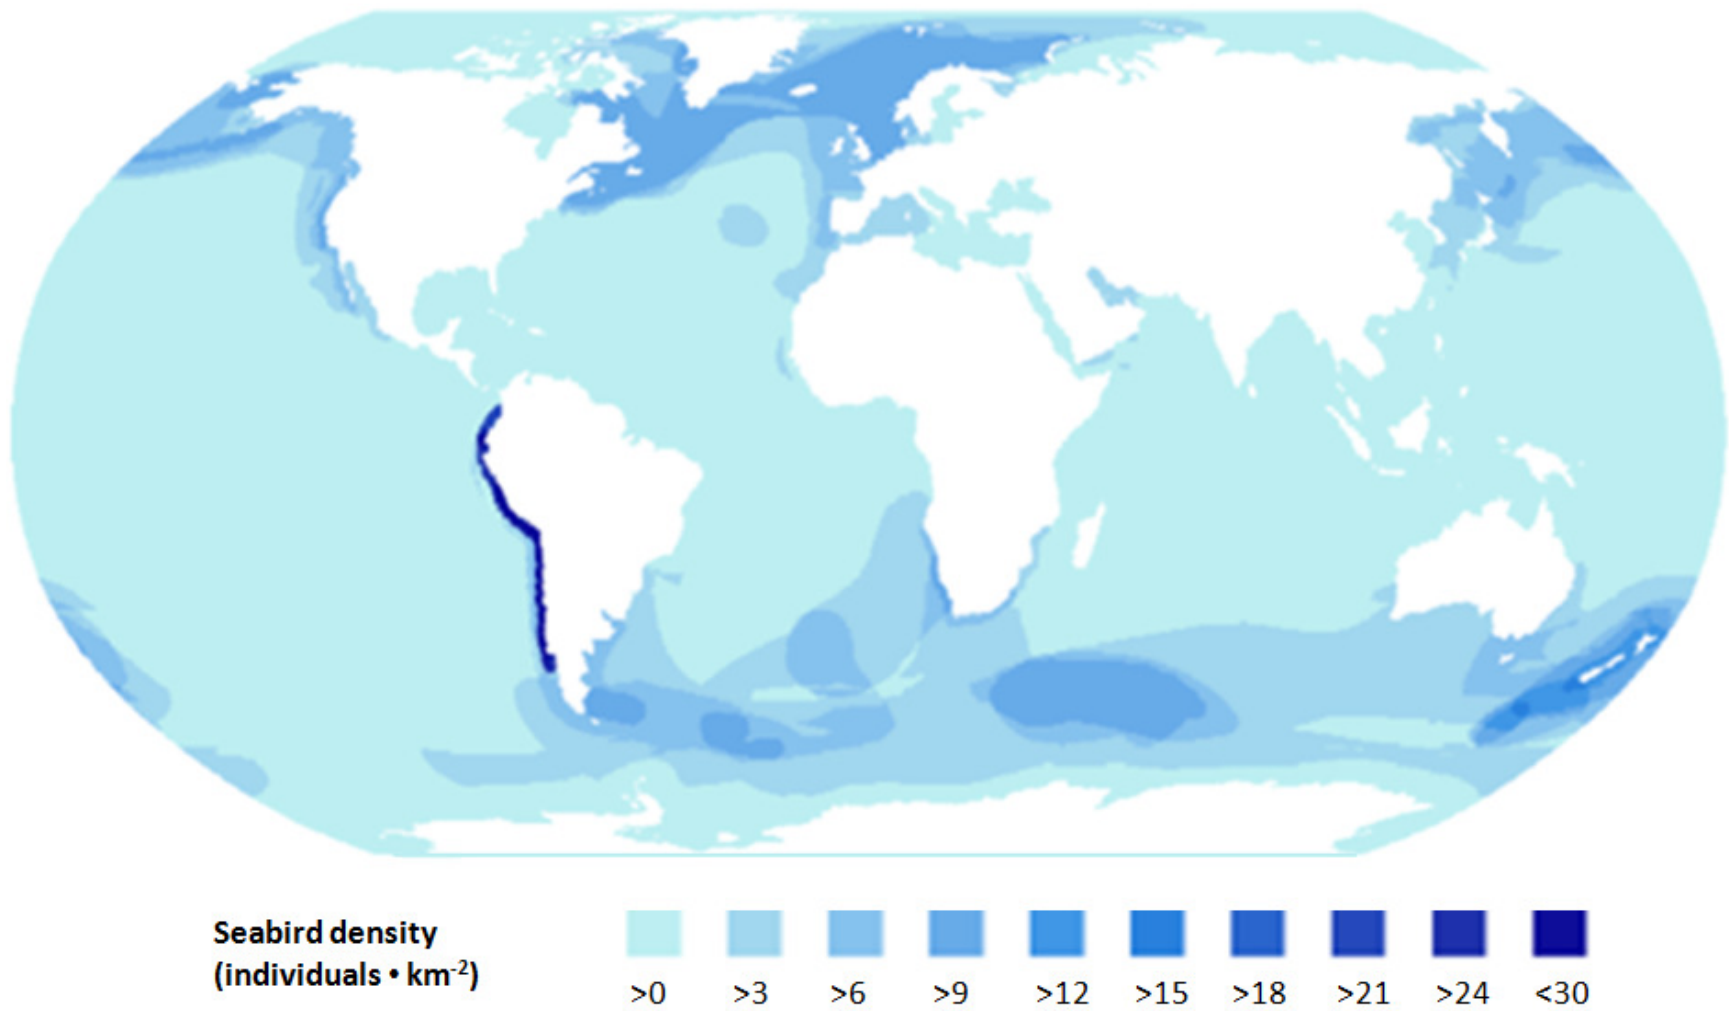 Seabird density
(individuals • km⁻²)
>0 >3 >6 >9 >12 >15 >18 >21 >24 <30